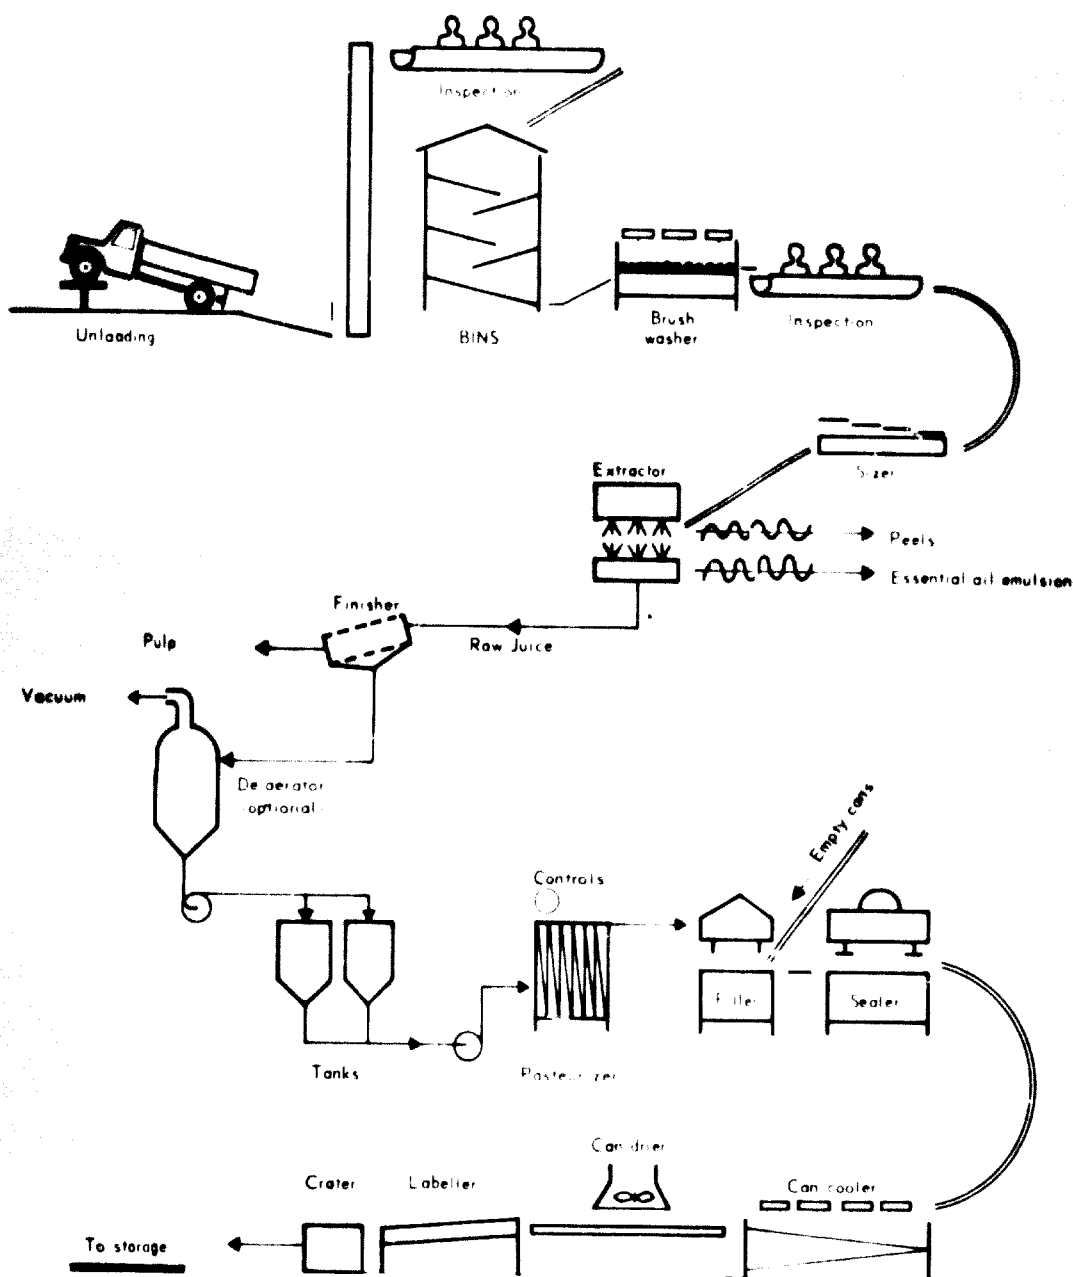 Inspection
Unloading
BINS
Brush
washer
Inspection
Sizer
Extractor
Peels
Essential oil emulsion
Finisher
Raw Juice
Pulp
Vacuum
De aerator
optional
Empty cans
Controls
Filler
Sealer
Tanks
Pasteurizer
Can drier
Crater
Labeller
Can cooler
To storage